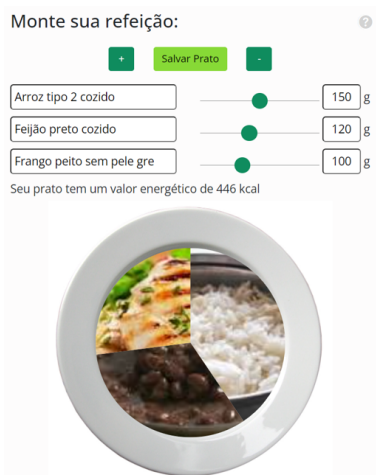 Monte sua refeição:
?
+ Salvar Prato -
Arroz tipo 2 cozido 150 g
Feijão preto cozido 120 g
Frango peito sem pele gre 100 g
Seu prato tem um valor energético de 446 kcal